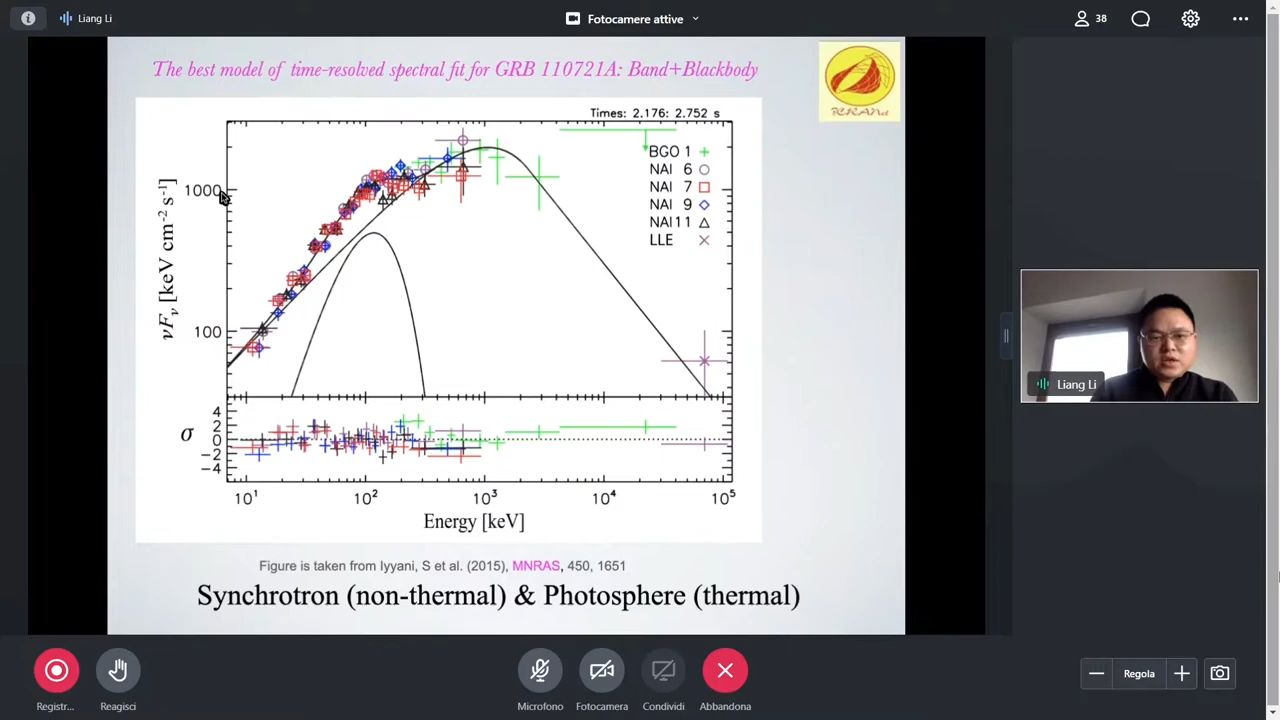 Liang Li
Fotocamere attive
38
The best model of time-resolved spectral fit for GRB 110721A: Band+Blackbody
ICRANet
Times: 2.176: 2.752 s
BGO 1
NAI 6
NAI 7
NAI 9
NAI11
LLE
1000
100
νFν [keV cm-2 s-1]
4
2
0
-2
-4
σ
10¹ 10² 10³ 10⁴ 10⁵
Energy [keV]
Figure is taken from Iyyani, S et al. (2015), MNRAS, 450, 1651
Synchrotron (non-thermal) & Photosphere (thermal)
Liang Li
Registr...
Reagisci
Microfono
Fotocamera
Condividi
Abbandona
Regola